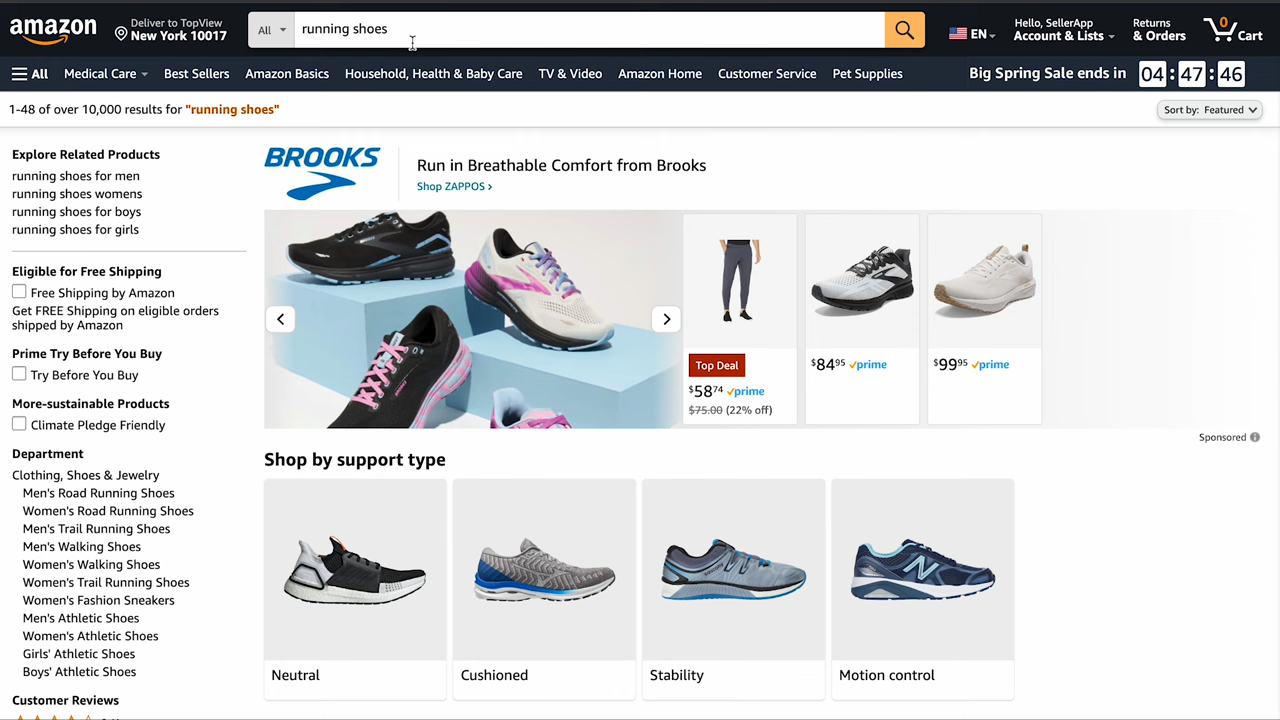 amazon
Deliver to TopView
New York 10017
All
running shoes
EN
Hello, SellerApp
Account & Lists
Returns
& Orders
0
Cart
All
Medical Care
Best Sellers
Amazon Basics
Household, Health & Baby Care
TV & Video
Amazon Home
Customer Service
Pet Supplies
Big Spring Sale ends in 04 : 47 : 46
1-48 of over 10,000 results for "running shoes"
Sort by: Featured
Explore Related Products
running shoes for men
running shoes womens
running shoes for boys
running shoes for girls
Eligible for Free Shipping
Free Shipping by Amazon
Get FREE Shipping on eligible orders
shipped by Amazon
Prime Try Before You Buy
Try Before You Buy
More-sustainable Products
Climate Pledge Friendly
Department
Clothing, Shoes & Jewelry
Men's Road Running Shoes
Women's Road Running Shoes
Men's Trail Running Shoes
Men's Walking Shoes
Women's Walking Shoes
Women's Trail Running Shoes
Women's Fashion Sneakers
Men's Athletic Shoes
Women's Athletic Shoes
Girls' Athletic Shoes
Boys' Athletic Shoes
Customer Reviews
BROOKS
Run in Breathable Comfort from Brooks
Shop ZAPPOS ›
Top Deal
$5874 prime
$75.00 (22% off)
$8495 prime
$9995 prime
Sponsored
Shop by support type
Neutral
Cushioned
Stability
Motion control